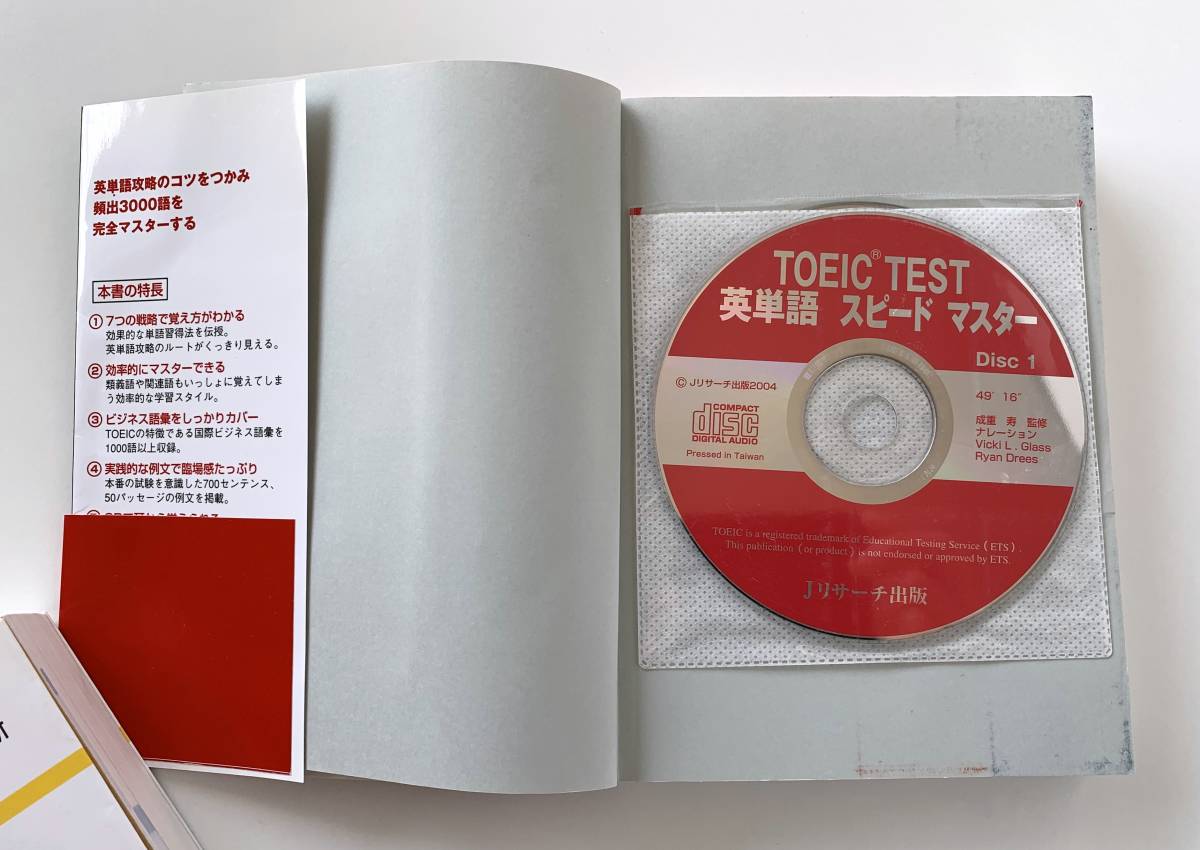 英単語攻略のコツをつかみ
頻出3000語を
完全マスターする
本書の特長
① 7つの戦略で覚え方がわかる
効果的な単語習得法を伝授。
英単語攻略のルートがくっきり見える。
② 効率的にマスターできる
類義語や関連語もいっしょに覚えてしま
う効率的な学習スタイル。
③ ビジネス語彙をしっかりカバー
TOEICの特徴である国際ビジネス語彙を
1000語以上収録。
④ 実践的な例文で臨場感たっぷり
本番の試験を意識した700センテンス、
50パッセージの例文を掲載。
TOEIC® TEST
英単語 スピード マスター
Disc 1
© Jリサーチ出版2004
COMPACT
disc
DIGITAL AUDIO
Pressed in Taiwan
49' 16"
成重 寿 監修
ナレーション
Vicki L . Glass
Ryan Drees
TOEIC is a registered trademark of Educational Testing Service (ETS) .
This publication (or product) is not endorsed or approved by ETS.
Jリサーチ出版